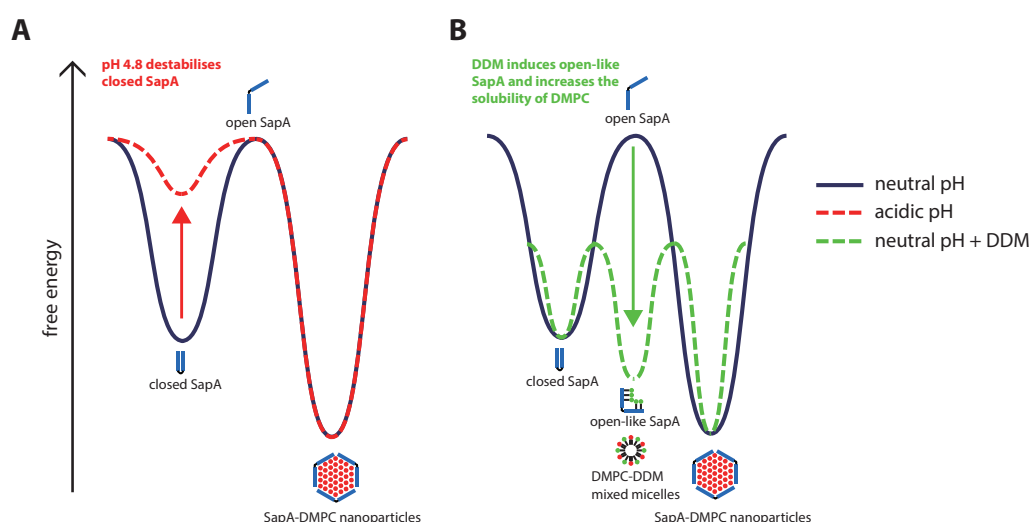 A
pH 4.8 destabilises
closed SapA
open SapA
free energy
closed SapA
SapA-DMPC nanoparticles
B
DDM induces open-like
SapA and increases the
solubility of DMPC
open SapA
closed SapA
open-like SapA
DMPC-DDM
mixed micelles
SapA-DMPC nanoparticles
neutral pH
acidic pH
neutral pH + DDM